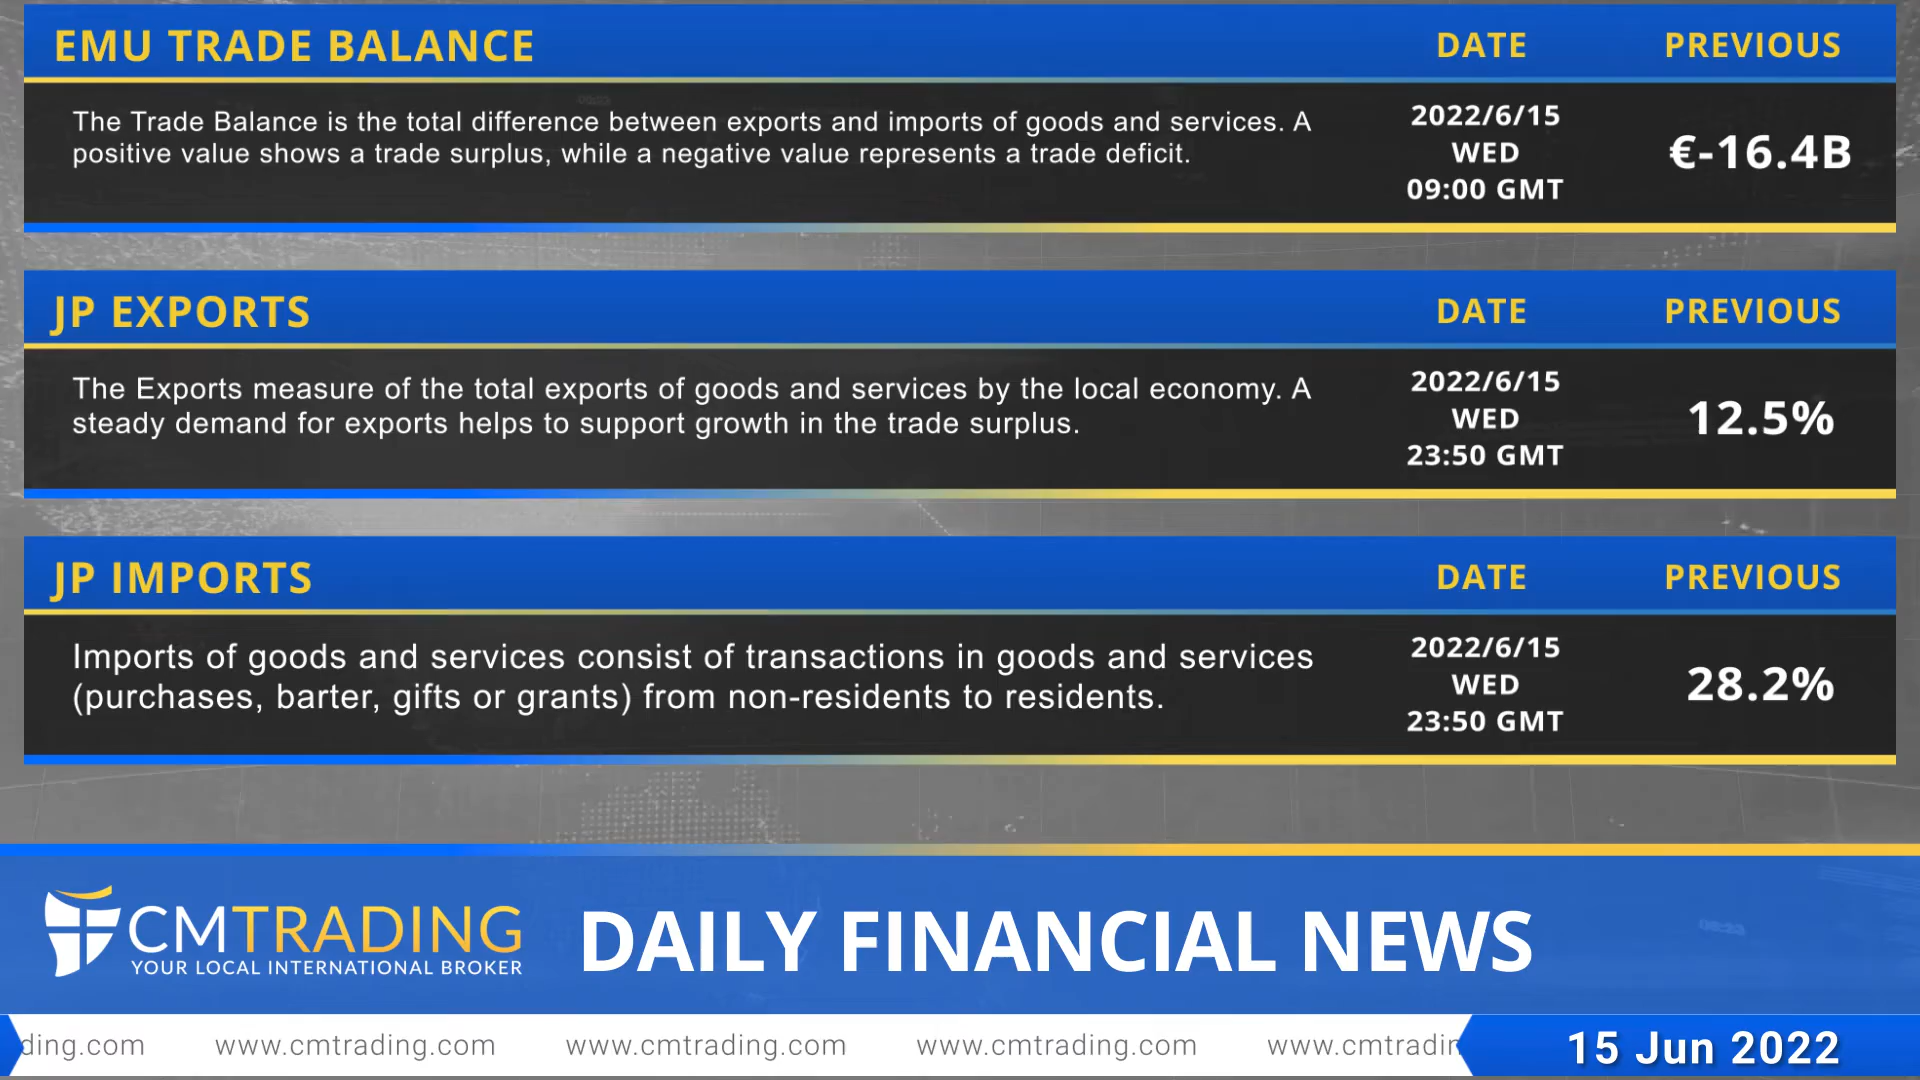 EMU TRADE BALANCE
DATE
PREVIOUS
The Trade Balance is the total difference between exports and imports of goods and services. A
positive value shows a trade surplus, while a negative value represents a trade deficit.
2022/6/15
WED
09:00 GMT
€-16.4B
JP EXPORTS
DATE
PREVIOUS
The Exports measure of the total exports of goods and services by the local economy. A
steady demand for exports helps to support growth in the trade surplus.
2022/6/15
WED
23:50 GMT
12.5%
JP IMPORTS
DATE
PREVIOUS
Imports of goods and services consist of transactions in goods and services
(purchases, barter, gifts or grants) from non-residents to residents.
2022/6/15
WED
23:50 GMT
28.2%
CMTRADING
YOUR LOCAL INTERNATIONAL BROKER
DAILY FINANCIAL NEWS
ding.com www.cmtrading.com www.cmtrading.com www.cmtrading.com www.cmtradin
15 Jun 2022